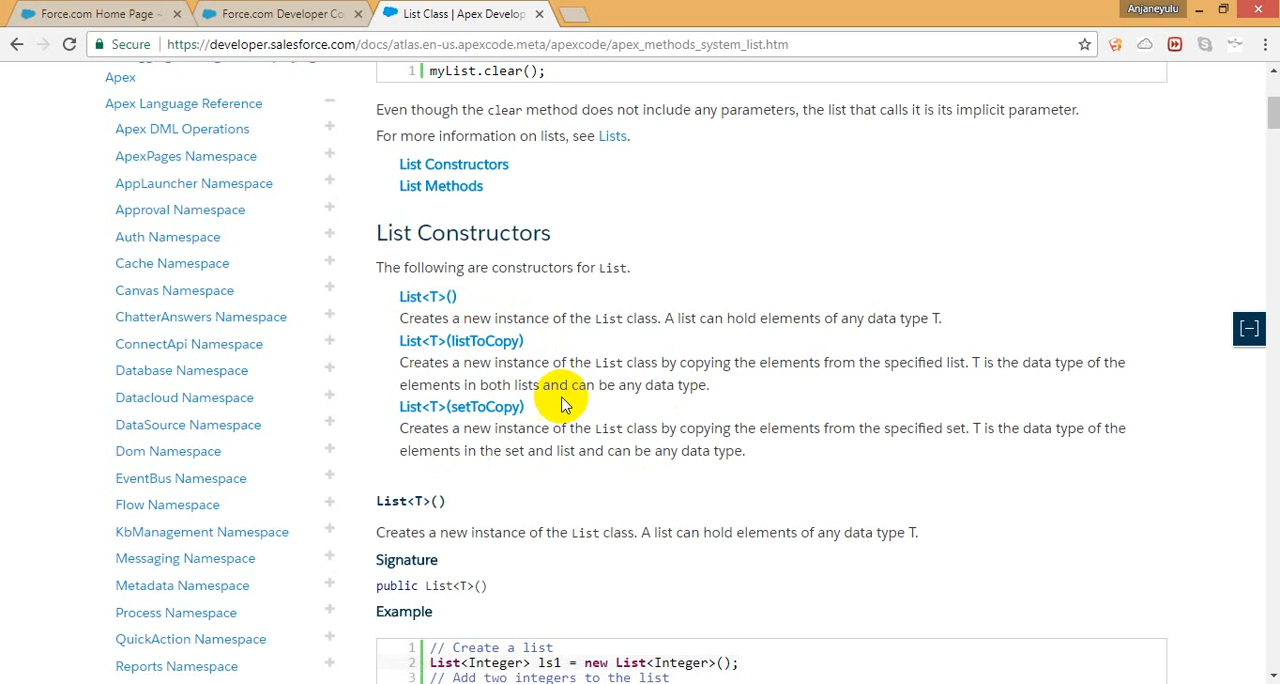 Force.com Home Page ~
Force.com Developer Co
List Class | Apex Develop
Anjaneyulu
Secure
https://developer.salesforce.com/docs/atlas.en-us.apexcode.meta/apexcode/apex_methods_system_list.htm
Apex
Apex Language Reference
Apex DML Operations
ApexPages Namespace
AppLauncher Namespace
Approval Namespace
Auth Namespace
Cache Namespace
Canvas Namespace
ChatterAnswers Namespace
ConnectApi Namespace
Database Namespace
Datacloud Namespace
DataSource Namespace
Dom Namespace
EventBus Namespace
Flow Namespace
KbManagement Namespace
Messaging Namespace
Metadata Namespace
Process Namespace
QuickAction Namespace
Reports Namespace
1 myList.clear();
Even though the clear method does not include any parameters, the list that calls it is its implicit parameter.
For more information on lists, see Lists.
List Constructors
List Methods
List Constructors
The following are constructors for List.
List<T>()
Creates a new instance of the List class. A list can hold elements of any data type T.
List<T>(listToCopy)
Creates a new instance of the List class by copying the elements from the specified list. T is the data type of the
elements in both lists and can be any data type.
List<T>(setToCopy)
Creates a new instance of the List class by copying the elements from the specified set. T is the data type of the
elements in the set and list and can be any data type.
List<T>()
Creates a new instance of the List class. A list can hold elements of any data type T.
Signature
public List<T>()
Example
1 // Create a list
2 List<Integer> ls1 = new List<Integer>();
3 // Add two integers to the list
[−]